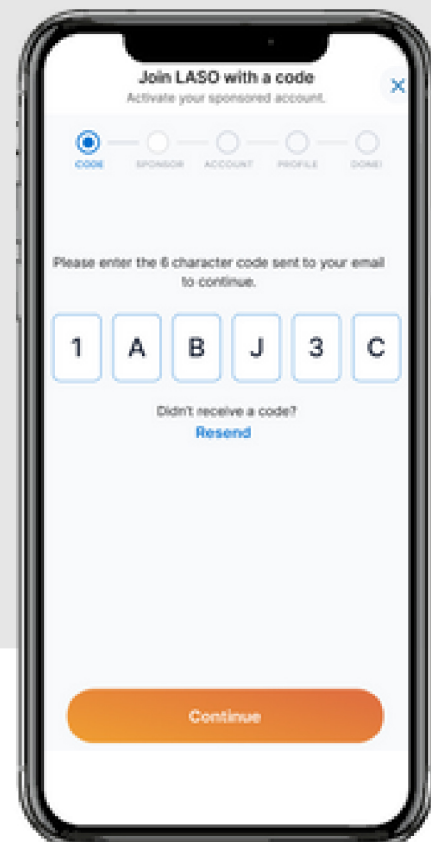 Join LASO with a code
Activate your sponsored account.
CODE SPONSOR ACCOUNT PROFILE DONE!
Please enter the 6 character code sent to your email
to continue.
1 A B J 3 C
Didn't receive a code?
Resend
Continue